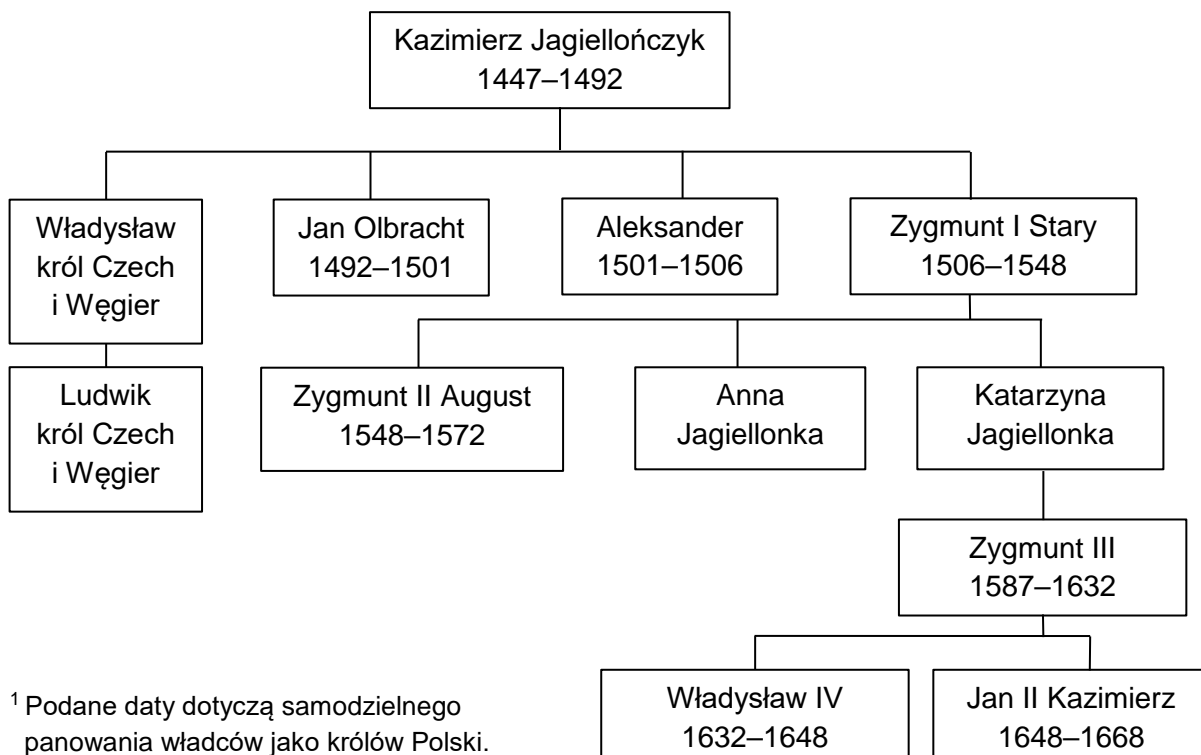 Kazimierz Jagiellończyk
1447–1492
Władysław
król Czech
i Węgier
Jan Olbracht
1492–1501
Aleksander
1501–1506
Zygmunt I Stary
1506–1548
Ludwik
król Czech
i Węgier
Zygmunt II August
1548–1572
Anna
Jagiellonka
Katarzyna
Jagiellonka
Zygmunt III
1587–1632
Władysław IV
1632–1648
Jan II Kazimierz
1648–1668
¹ Podane daty dotyczą samodzielnego
panowania władców jako królów Polski.